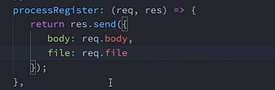 processRegister: (req, res) => {
return res.send({
body: req.body,
file: req.file
});
},